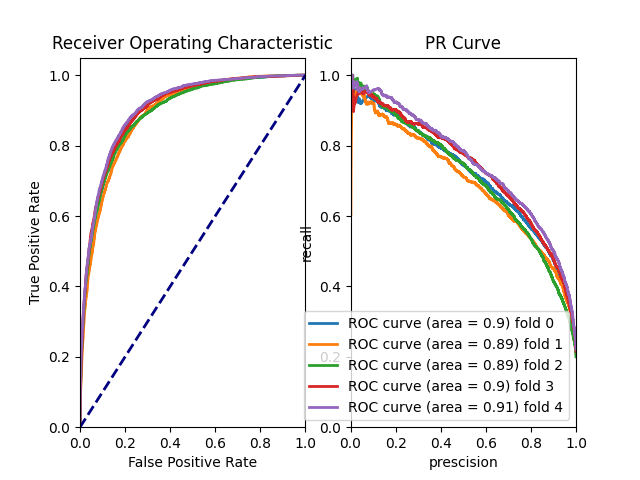 Receiver Operating Characteristic
1.0
0.8
0.6
0.4
0.2
0.0
True Positive Rate
0.0 0.2 0.4 0.6 0.8 1.0
False Positive Rate
PR Curve
1.0
0.8
0.6
0.4
0.2
0.0
recall
ROC curve (area = 0.9) fold 0
ROC curve (area = 0.89) fold 1
ROC curve (area = 0.89) fold 2
ROC curve (area = 0.9) fold 3
ROC curve (area = 0.91) fold 4
0.0 0.2 0.4 0.6 0.8 1.0
prescision